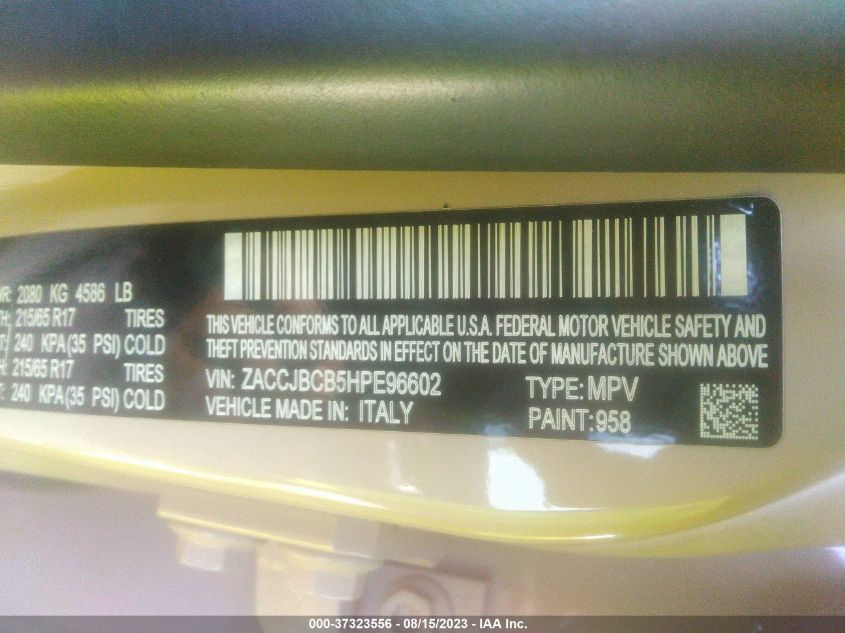 WR: 2080 KG 4586 LB
TH: 215/65 R17 TIRES
T: 240 KPA(35 PSI) COLD
H: 215/65 R17 TIRES
T: 240 KPA(35 PSI) COLD
THIS VEHICLE CONFORMS TO ALL APPLICABLE U.S.A. FEDERAL MOTOR VEHICLE SAFETY AND
THEFT PREVENTION STANDARDS IN EFFECT ON THE DATE OF MANUFACTURE SHOWN ABOVE
VIN: ZACCJBCB5HPE96602 TYPE: MPV
VEHICLE MADE IN: ITALY PAINT:958
000-37323556 - 08/15/2023 - IAA Inc.